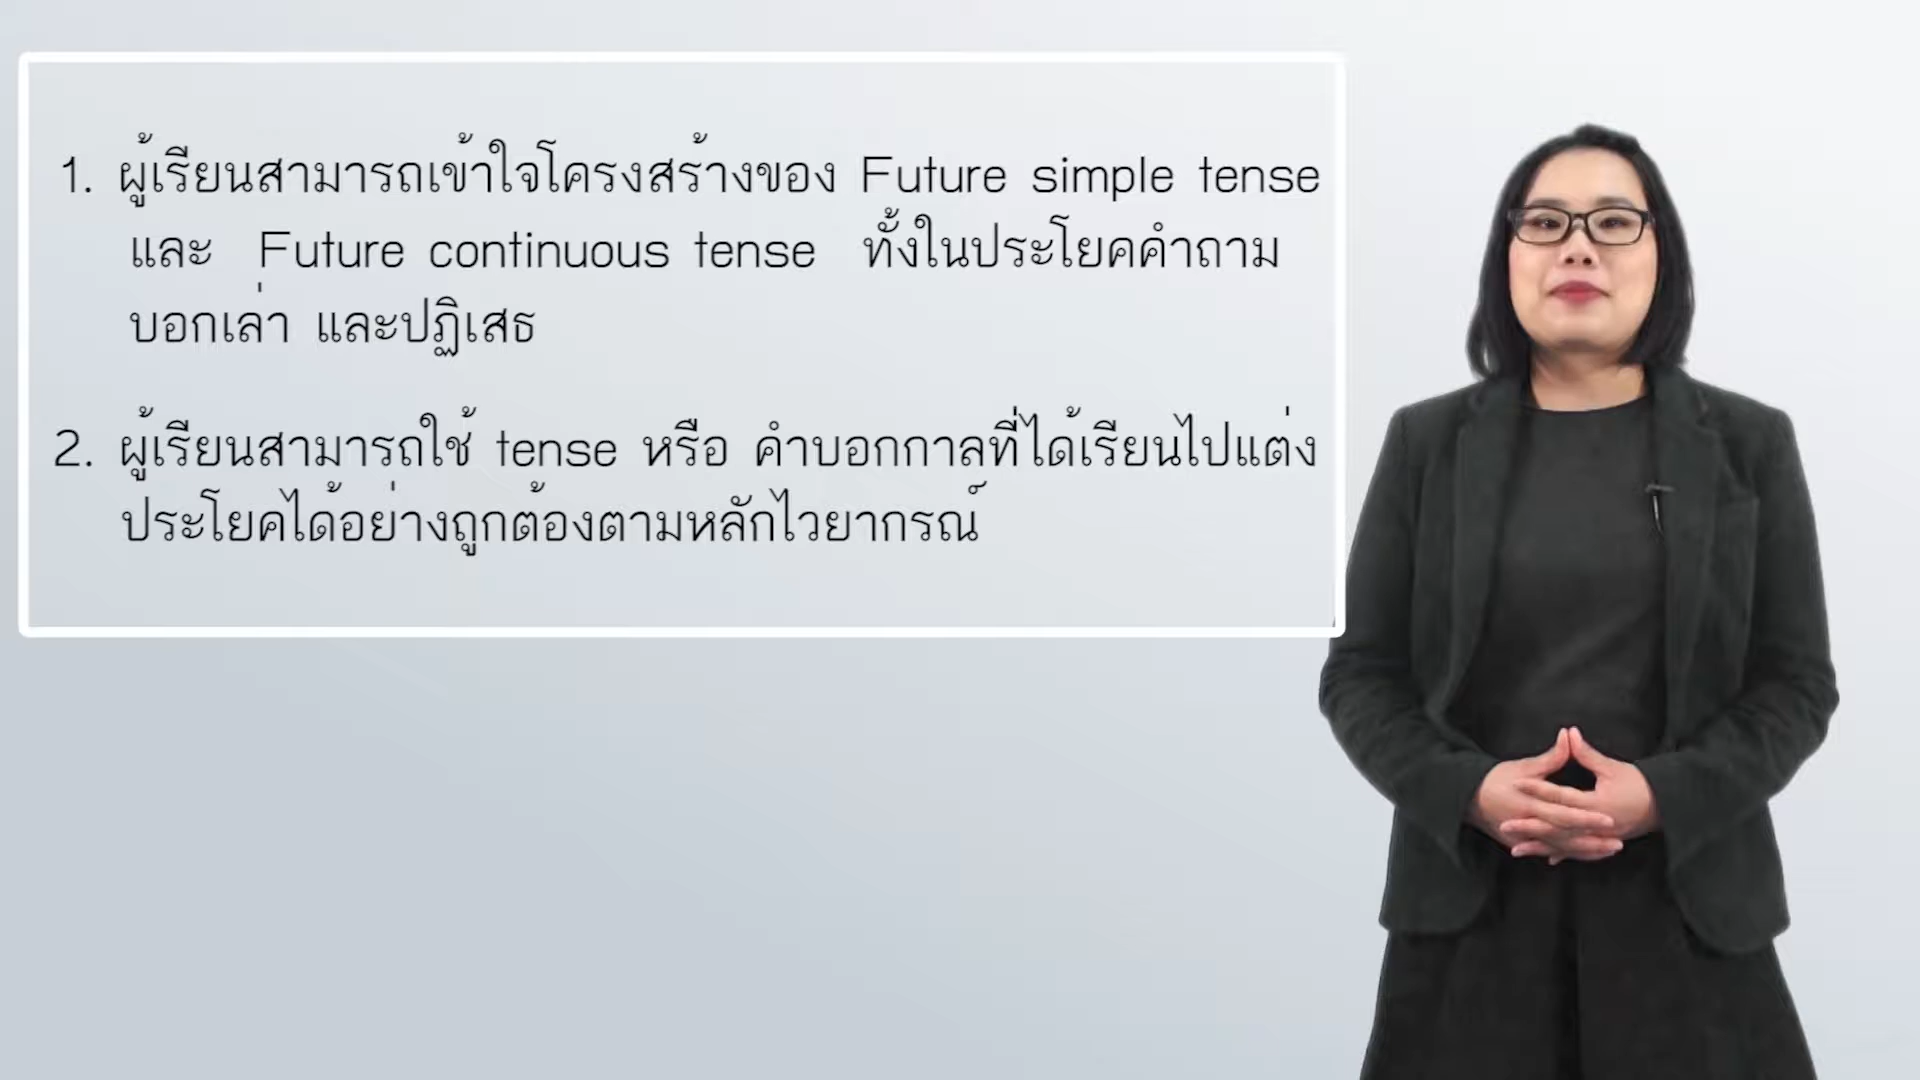 1. ผู้เรียนสามารถเข้าใจโครงสร้างของ Future simple tense
และ Future continuous tense ทั้งในประโยคคำถาม
บอกเล่า และปฏิเสธ
2. ผู้เรียนสามารถใช้ tense หรือ คำบอกกาลที่ได้เรียนไปแต่ง
ประโยคได้อย่างถูกต้องตามหลักไวยากรณ์